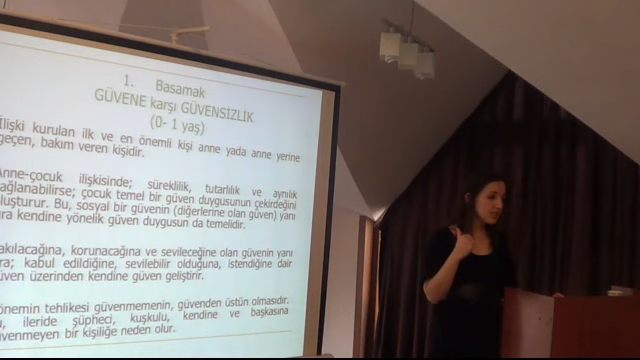 1. Basamak
GÜVENE karşı GÜVENSİZLİK
(0- 1 yaş)
İlişki kurulan ilk ve en önemli kişi anne yada anne yerine
geçen, bakım veren kişidir.
Anne-çocuk ilişkisinde; süreklilik, tutarlılık ve aynılık
sağlanabilirse; çocuk temel bir güven duygusunun çekirdeğini
oluşturur. Bu, sosyal bir güvenin (diğerlerine olan güven) yanı
sıra kendine yönelik güven duygusun da temelidir.
akılacağına, korunacağına ve sevileceğine olan güvenin yanı
ra; kabul edildiğine, sevilebilir olduğuna, istendiğine dair
üven üzerinden kendine güven geliştirir.
önemin tehlikesi güvenmemenin, güvenden üstün olmasıdır.
u, ileride şüpheci, kuşkulu, kendine ve başkasına
venmeyen bir kişiliğe neden olur.